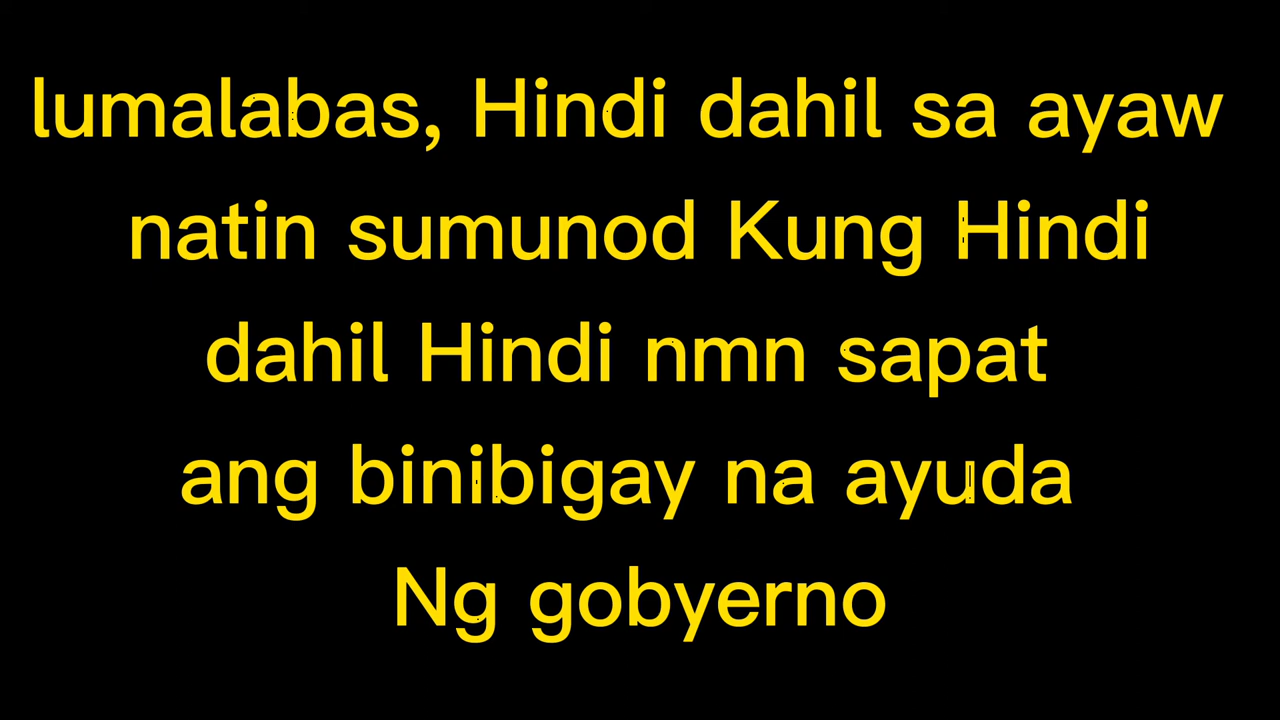 lumalabas, Hindi dahil sa ayaw
natin sumunod Kung Hindi
dahil Hindi nmn sapat
ang binibigay na ayuda
Ng gobyerno